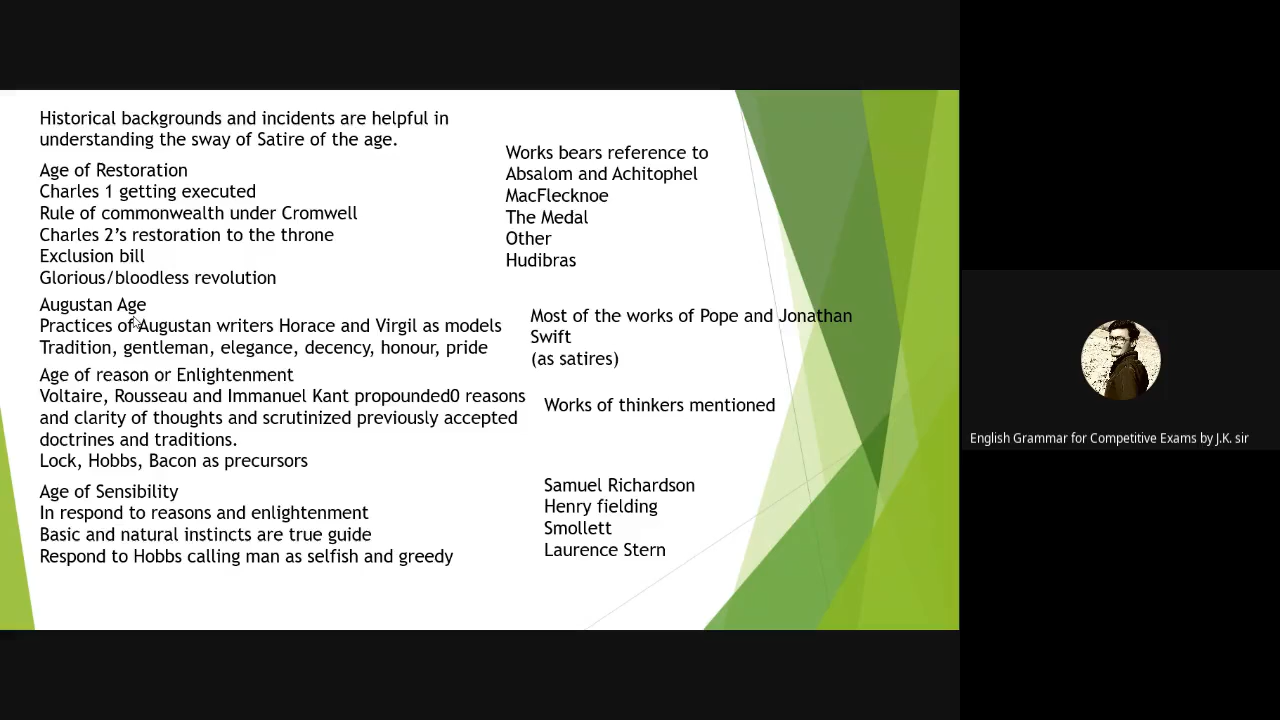 Historical backgrounds and incidents are helpful in
understanding the sway of Satire of the age.
Age of Restoration
Charles 1 getting executed
Rule of commonwealth under Cromwell
Charles 2’s restoration to the throne
Exclusion bill
Glorious/bloodless revolution
Works bears reference to
Absalom and Achitophel
MacFlecknoe
The Medal
Other
Hudibras
Augustan Age
Practices of Augustan writers Horace and Virgil as models
Tradition, gentleman, elegance, decency, honour, pride
Most of the works of Pope and Jonathan
Swift
(as satires)
Age of reason or Enlightenment
Voltaire, Rousseau and Immanuel Kant propounded0 reasons
and clarity of thoughts and scrutinized previously accepted
doctrines and traditions.
Lock, Hobbs, Bacon as precursors
Works of thinkers mentioned
Age of Sensibility
In respond to reasons and enlightenment
Basic and natural instincts are true guide
Respond to Hobbs calling man as selfish and greedy
Samuel Richardson
Henry fielding
Smollett
Laurence Stern
English Grammar for Competitive Exams by J.K. sir